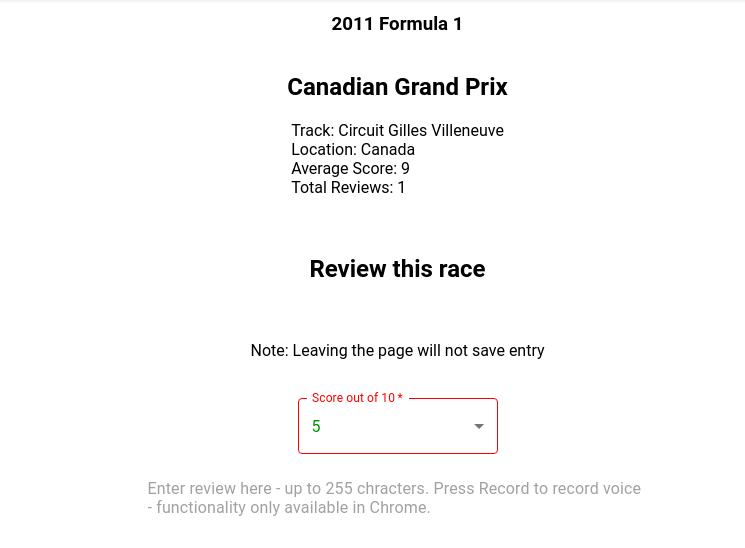 2011 Formula 1
Canadian Grand Prix
Track: Circuit Gilles Villeneuve
Location: Canada
Average Score: 9
Total Reviews: 1
Review this race
Note: Leaving the page will not save entry
Score out of 10 *
5
Enter review here - up to 255 chracters. Press Record to record voice
- functionality only available in Chrome.